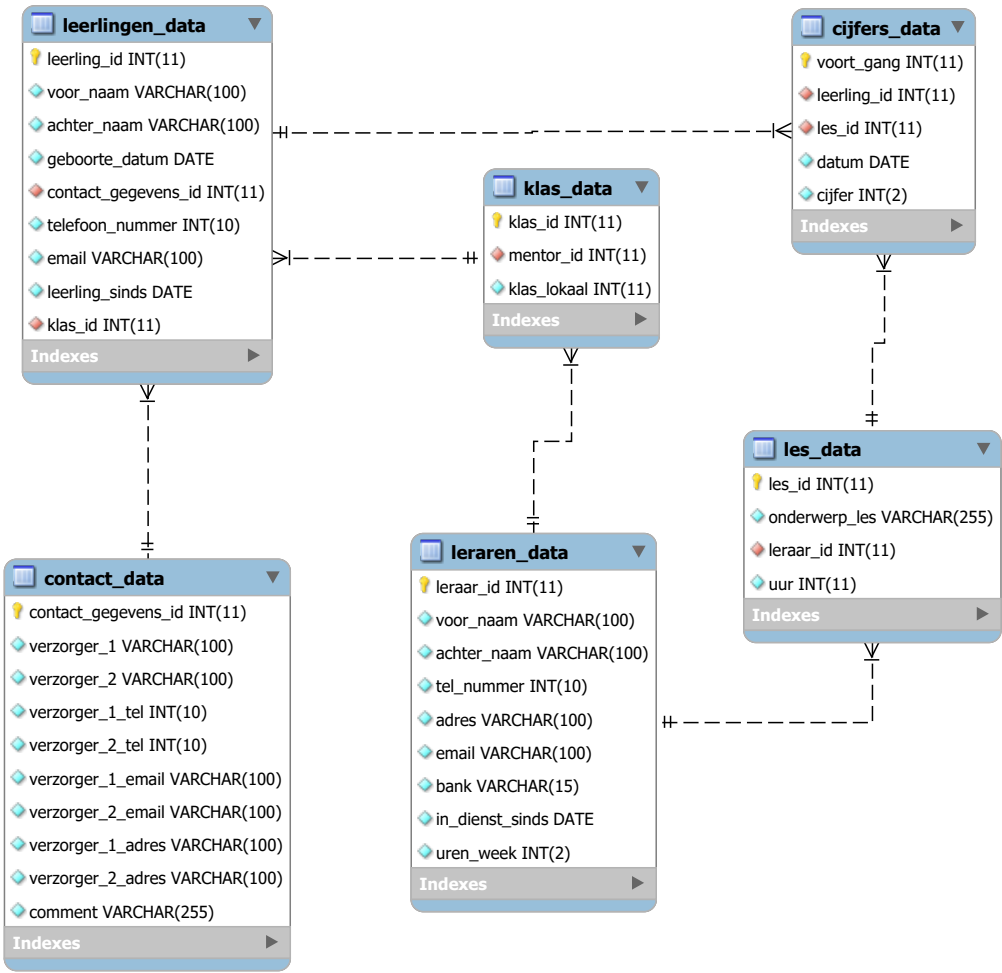 leerlingen_data
leerling_id INT(11)
voor_naam VARCHAR(100)
achter_naam VARCHAR(100)
geboorte_datum DATE
contact_gegevens_id INT(11)
telefoon_nummer INT(10)
email VARCHAR(100)
leerling_sinds DATE
klas_id INT(11)
Indexes
cijfers_data
voort_gang INT(11)
leerling_id INT(11)
les_id INT(11)
datum DATE
cijfer INT(2)
Indexes
klas_data
klas_id INT(11)
mentor_id INT(11)
klas_lokaal INT(11)
Indexes
les_data
les_id INT(11)
onderwerp_les VARCHAR(255)
leraar_id INT(11)
uur INT(11)
Indexes
contact_data
contact_gegevens_id INT(11)
verzorger_1 VARCHAR(100)
verzorger_2 VARCHAR(100)
verzorger_1_tel INT(10)
verzorger_2_tel INT(10)
verzorger_1_email VARCHAR(100)
verzorger_2_email VARCHAR(100)
verzorger_1_adres VARCHAR(100)
verzorger_2_adres VARCHAR(100)
comment VARCHAR(255)
Indexes
leraren_data
leraar_id INT(11)
voor_naam VARCHAR(100)
achter_naam VARCHAR(100)
tel_nummer INT(10)
adres VARCHAR(100)
email VARCHAR(100)
bank VARCHAR(15)
in_dienst_sinds DATE
uren_week INT(2)
Indexes